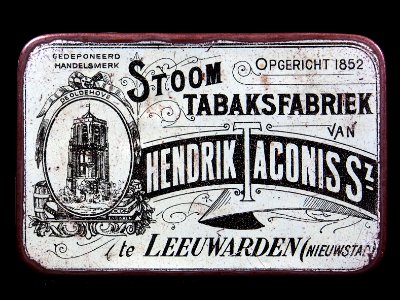 GEDEPONEERD
HANDELSMERK
DE OLDEHOVE
OPGERICHT 1852
STOOM
TABAKSFABRIEK
VAN
HENDRIK TACONIS SZ
te LEEUWARDEN (NIEUWSTAD)